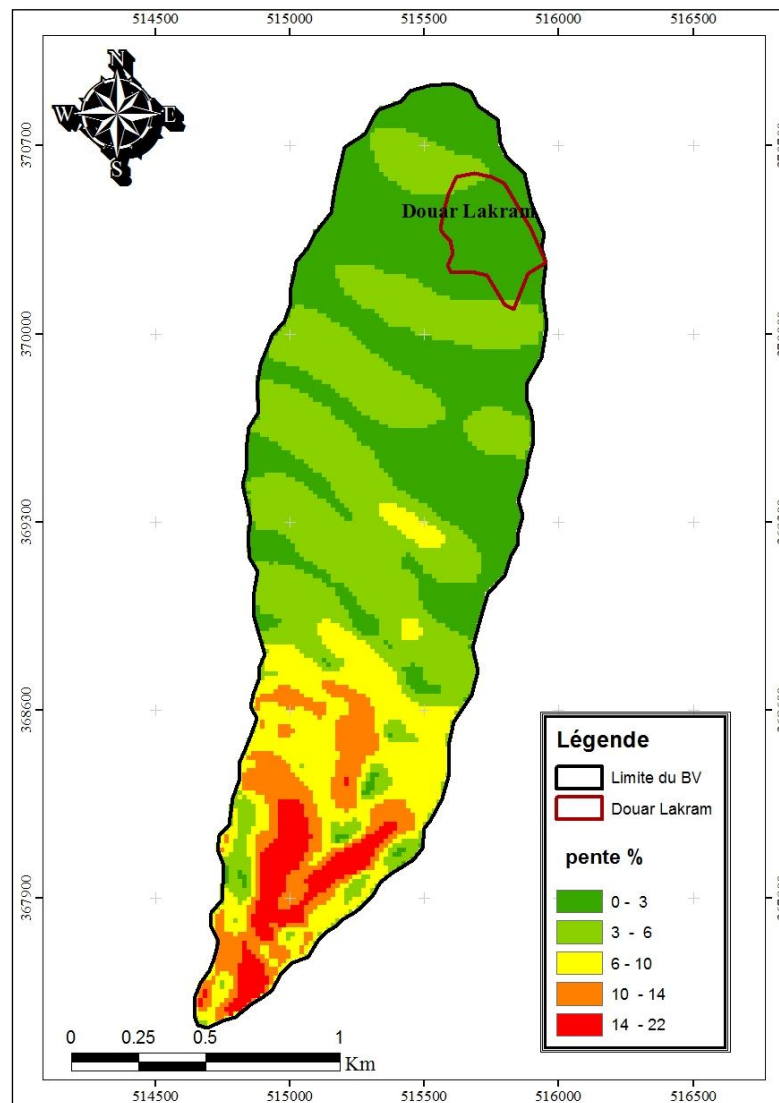 514500 515000 515500 516000 516500
N
W E
S
370700
370000
369300
368600
367900
Douar Lakram
Légende
Limite du BV
Douar Lakram
pente %
0 - 3
3 - 6
6 - 10
10 - 14
14 - 22
0 0.25 0.5 1
Km
514500 515000 515500 516000 516500